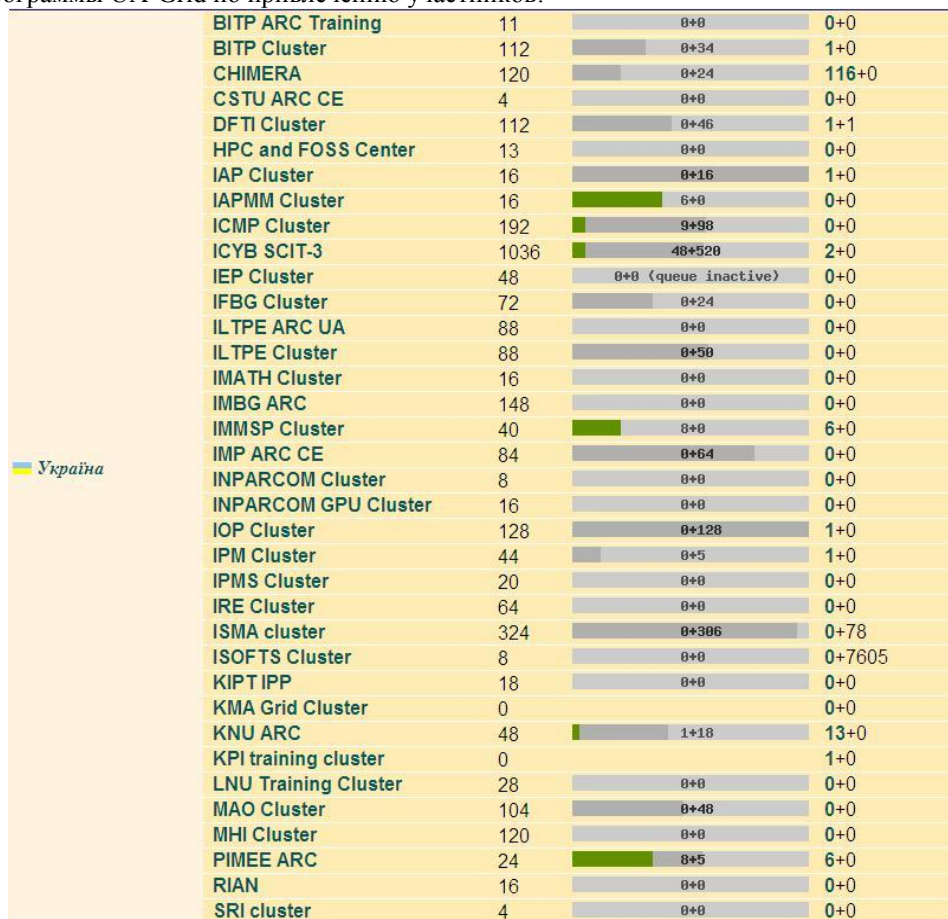 ограммы UA-Grid по привлечению участников.
BITP ARC Training 11 0+0 0+0
BITP Cluster 112 0+34 1+0
CHIMERA 120 0+24 116+0
CSTU ARC CE 4 0+0 0+0
DFTI Cluster 112 0+46 1+1
HPC and FOSS Center 13 0+0 0+0
IAP Cluster 16 0+16 1+0
IAPMM Cluster 16 6+0 0+0
ICMP Cluster 192 9+98 0+0
ICYB SCIT-3 1036 48+520 2+0
IEP Cluster 48 0+0 (queue inactive) 0+0
IFBG Cluster 72 0+24 0+0
ILTPE ARC UA 88 0+0 0+0
ILTPE Cluster 88 0+50 0+0
IMATH Cluster 16 0+0 0+0
IMBG ARC 148 0+0 0+0
IMMSP Cluster 40 8+0 6+0
IMP ARC CE 84 0+64 0+0
Україна
INPARCOM Cluster 8 0+0 0+0
INPARCOM GPU Cluster 16 0+0 0+0
IOP Cluster 128 0+128 1+0
IPM Cluster 44 0+5 1+0
IPMS Cluster 20 0+0 0+0
IRE Cluster 64 0+0 0+0
ISMA cluster 324 0+306 0+78
ISOFTS Cluster 8 0+0 0+7605
KIPT IPP 18 0+0 0+0
KMA Grid Cluster 0 0+0
KNU ARC 48 1+18 13+0
KPI training cluster 0 1+0
LNU Training Cluster 28 0+0 0+0
MAO Cluster 104 0+48 0+0
MHI Cluster 120 0+0 0+0
PIMEE ARC 24 8+5 6+0
RIAN 16 0+0 0+0
SRI cluster 4 0+0 0+0